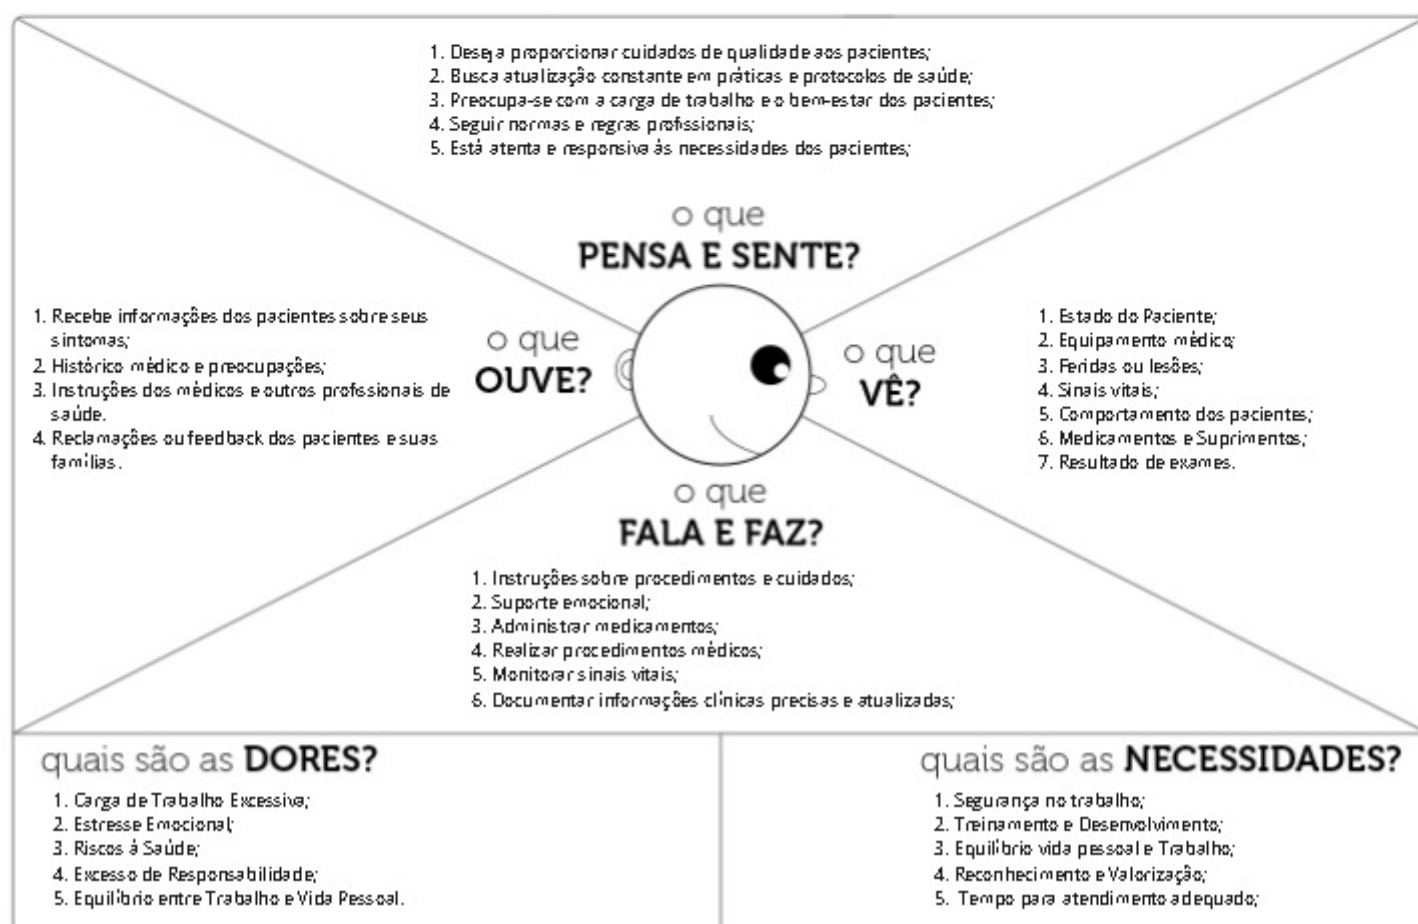 1. Deseja proporcionar cuidados de qualidade aos pacientes;
2. Busca atualização constante em práticas e protocolos de saúde;
3. Preocupa-se com a carga de trabalho e o bem-estar dos pacientes;
4. Seguir normas e regras profissionais;
5. Está atenta e responsiva às necessidades dos pacientes;
o que
PENSA E SENTE?
1. Recebe informações dos pacientes sobre seus
sintomas;
2. Histórico médico e preocupações;
3. Instruções dos médicos e outros profissionais de
saúde.
4. Reclamações ou feedback dos pacientes e suas
famílias.
o que
OUVE?
o que
VÊ?
1. Estado do Paciente;
2. Equipamento médico;
3. Feridas ou lesões;
4. Sinais vitais;
5. Comportamento dos pacientes;
6. Medicamentos e Suprimentos;
7. Resultado de exames.
o que
FALA E FAZ?
1. Instruções sobre procedimentos e cuidados;
2. Suporte emocional;
3. Administrar medicamentos;
4. Realizar procedimentos médicos;
5. Monitorar sinais vitais;
6. Documentar informações clínicas precisas e atualizadas;
quais são as DORES?
1. Carga de Trabalho Excessiva;
2. Estresse Emocional;
3. Riscos à Saúde;
4. Excesso de Responsabilidade;
5. Equilíbrio entre Trabalho e Vida Pessoal.
quais são as NECESSIDADES?
1. Segurança no trabalho;
2. Treinamento e Desenvolvimento;
3. Equilíbrio vida pessoal e Trabalho;
4. Reconhecimento e Valorização;
5. Tempo para atendimento adequado;